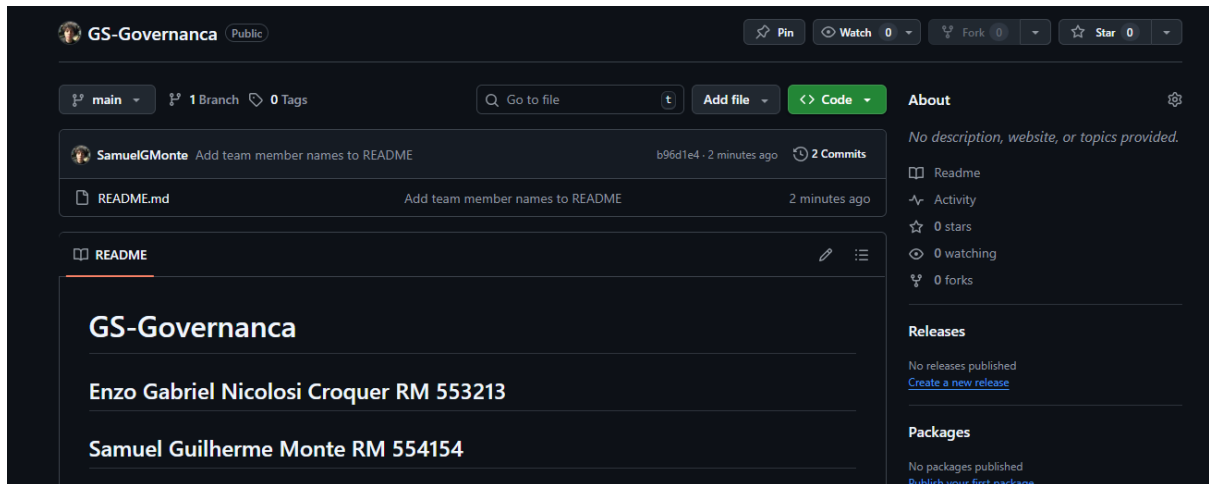 GS-Governanca Public
Pin
Watch 0
Fork 0
Star 0
main
1 Branch
0 Tags
Go to file t
Add file
Code
SamuelGMonte Add team member names to README
b96d1e4 · 2 minutes ago
2 Commits
README.md
Add team member names to README
2 minutes ago
README
GS-Governanca
Enzo Gabriel Nicolosi Croquer RM 553213
Samuel Guilherme Monte RM 554154
About
No description, website, or topics provided.
Readme
Activity
0 stars
0 watching
0 forks
Releases
No releases published
Create a new release
Packages
No packages published
Publish your first package